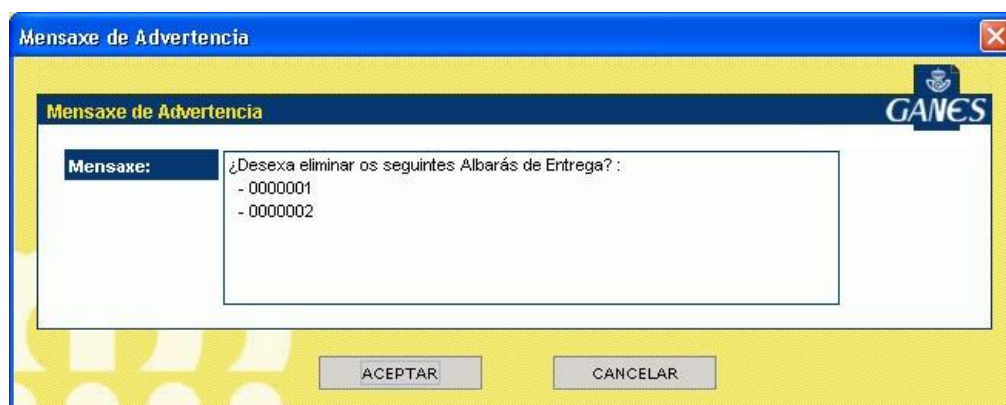 Mensaxe de Advertencia
GANES
Mensaxe de Advertencia
Mensaxe:
¿Desexa eliminar os seguintes Albarás de Entrega? :
- 0000001
- 0000002
ACEPTAR
CANCELAR